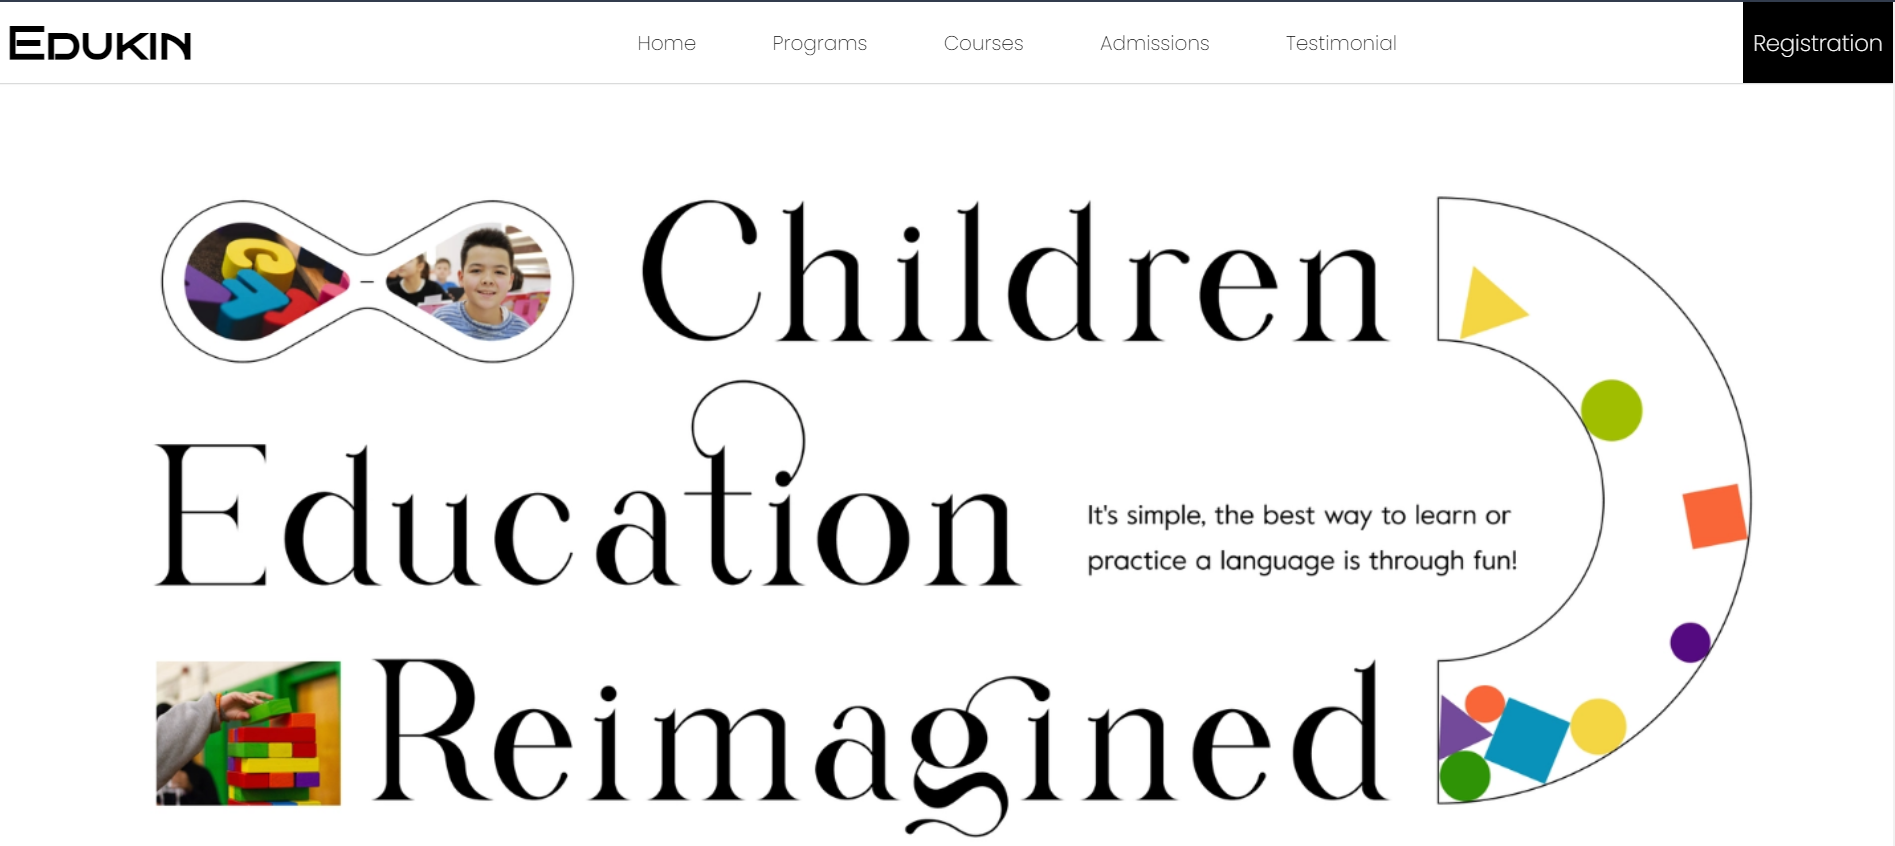 EDUKIN
Home
Programs
Courses
Admissions
Testimonial
Registration
Children
Education
It's simple, the best way to learn or
practice a language is through fun!
Reimagined